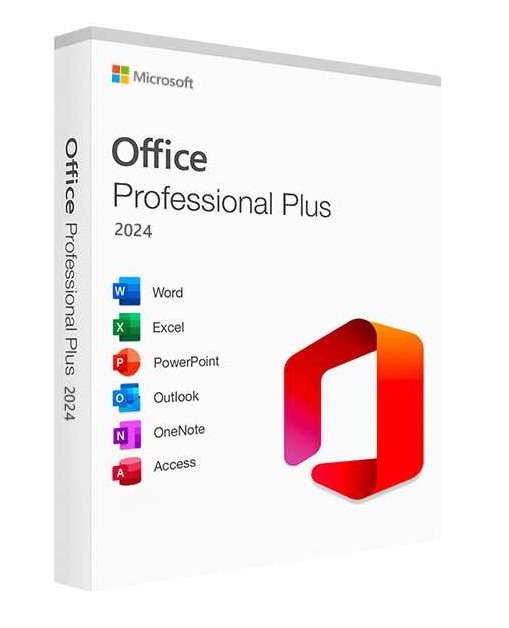 Microsoft
Office
Professional Plus
2024
W Word
X Excel
P PowerPoint
O Outlook
N OneNote
A Access
Office Professional Plus 2024